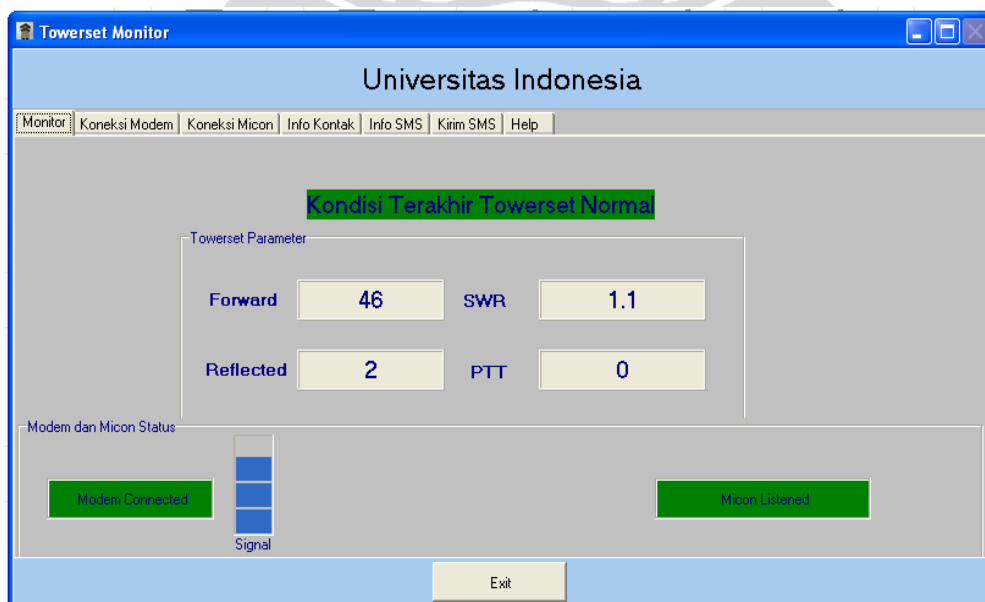 Towerset Monitor
Universitas Indonesia
Monitor Koneksi Modem Koneksi Micon Info Kontak Info SMS Kirim SMS Help
Kondisi Terakhir Towerset Normal
Towerset Parameter
Forward 46 SWR 1.1
Reflected 2 PTT 0
Modem dan Micon Status
Modem Connected Micon Listened
Signal
Exit